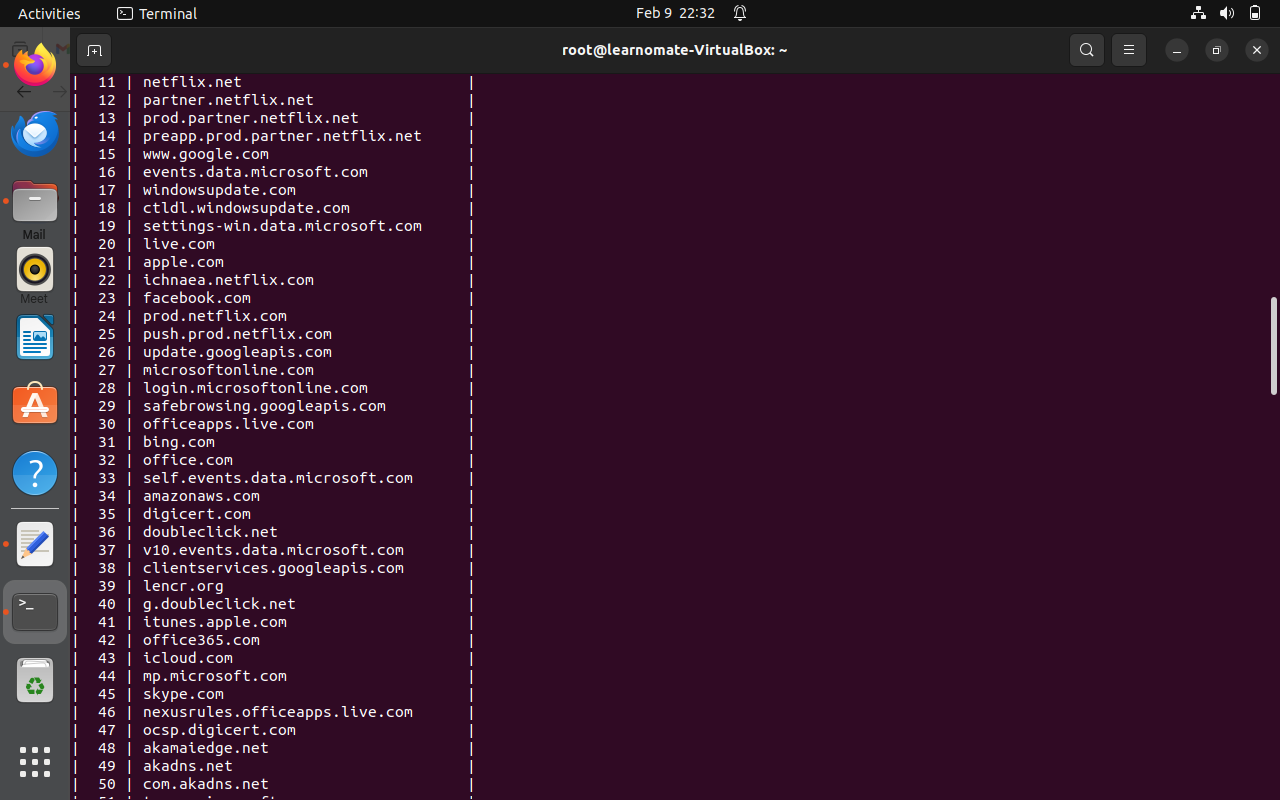 Activities
Terminal
Feb 9 22:32
root@learnomate-VirtualBox: ~
Mail
Meet
| 11 | netflix.net |
| 12 | partner.netflix.net |
| 13 | prod.partner.netflix.net |
| 14 | preapp.prod.partner.netflix.net |
| 15 | www.google.com |
| 16 | events.data.microsoft.com |
| 17 | windowsupdate.com |
| 18 | ctldl.windowsupdate.com |
| 19 | settings-win.data.microsoft.com |
| 20 | live.com |
| 21 | apple.com |
| 22 | ichnaea.netflix.com |
| 23 | facebook.com |
| 24 | prod.netflix.com |
| 25 | push.prod.netflix.com |
| 26 | update.googleapis.com |
| 27 | microsoftonline.com |
| 28 | login.microsoftonline.com |
| 29 | safebrowsing.googleapis.com |
| 30 | officeapps.live.com |
| 31 | bing.com |
| 32 | office.com |
| 33 | self.events.data.microsoft.com |
| 34 | amazonaws.com |
| 35 | digicert.com |
| 36 | doubleclick.net |
| 37 | v10.events.data.microsoft.com |
| 38 | clientservices.googleapis.com |
| 39 | lencr.org |
| 40 | g.doubleclick.net |
| 41 | itunes.apple.com |
| 42 | office365.com |
| 43 | icloud.com |
| 44 | mp.microsoft.com |
| 45 | skype.com |
| 46 | nexusrules.officeapps.live.com |
| 47 | ocsp.digicert.com |
| 48 | akamaiedge.net |
| 49 | akadns.net |
| 50 | com.akadns.net |